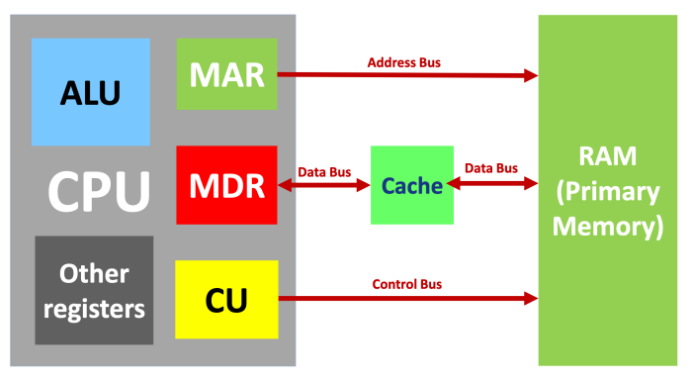 ALU
MAR
Address Bus
CPU
MDR
Data Bus
Cache
Data Bus
RAM
(Primary
Memory)
Other
registers
CU
Control Bus